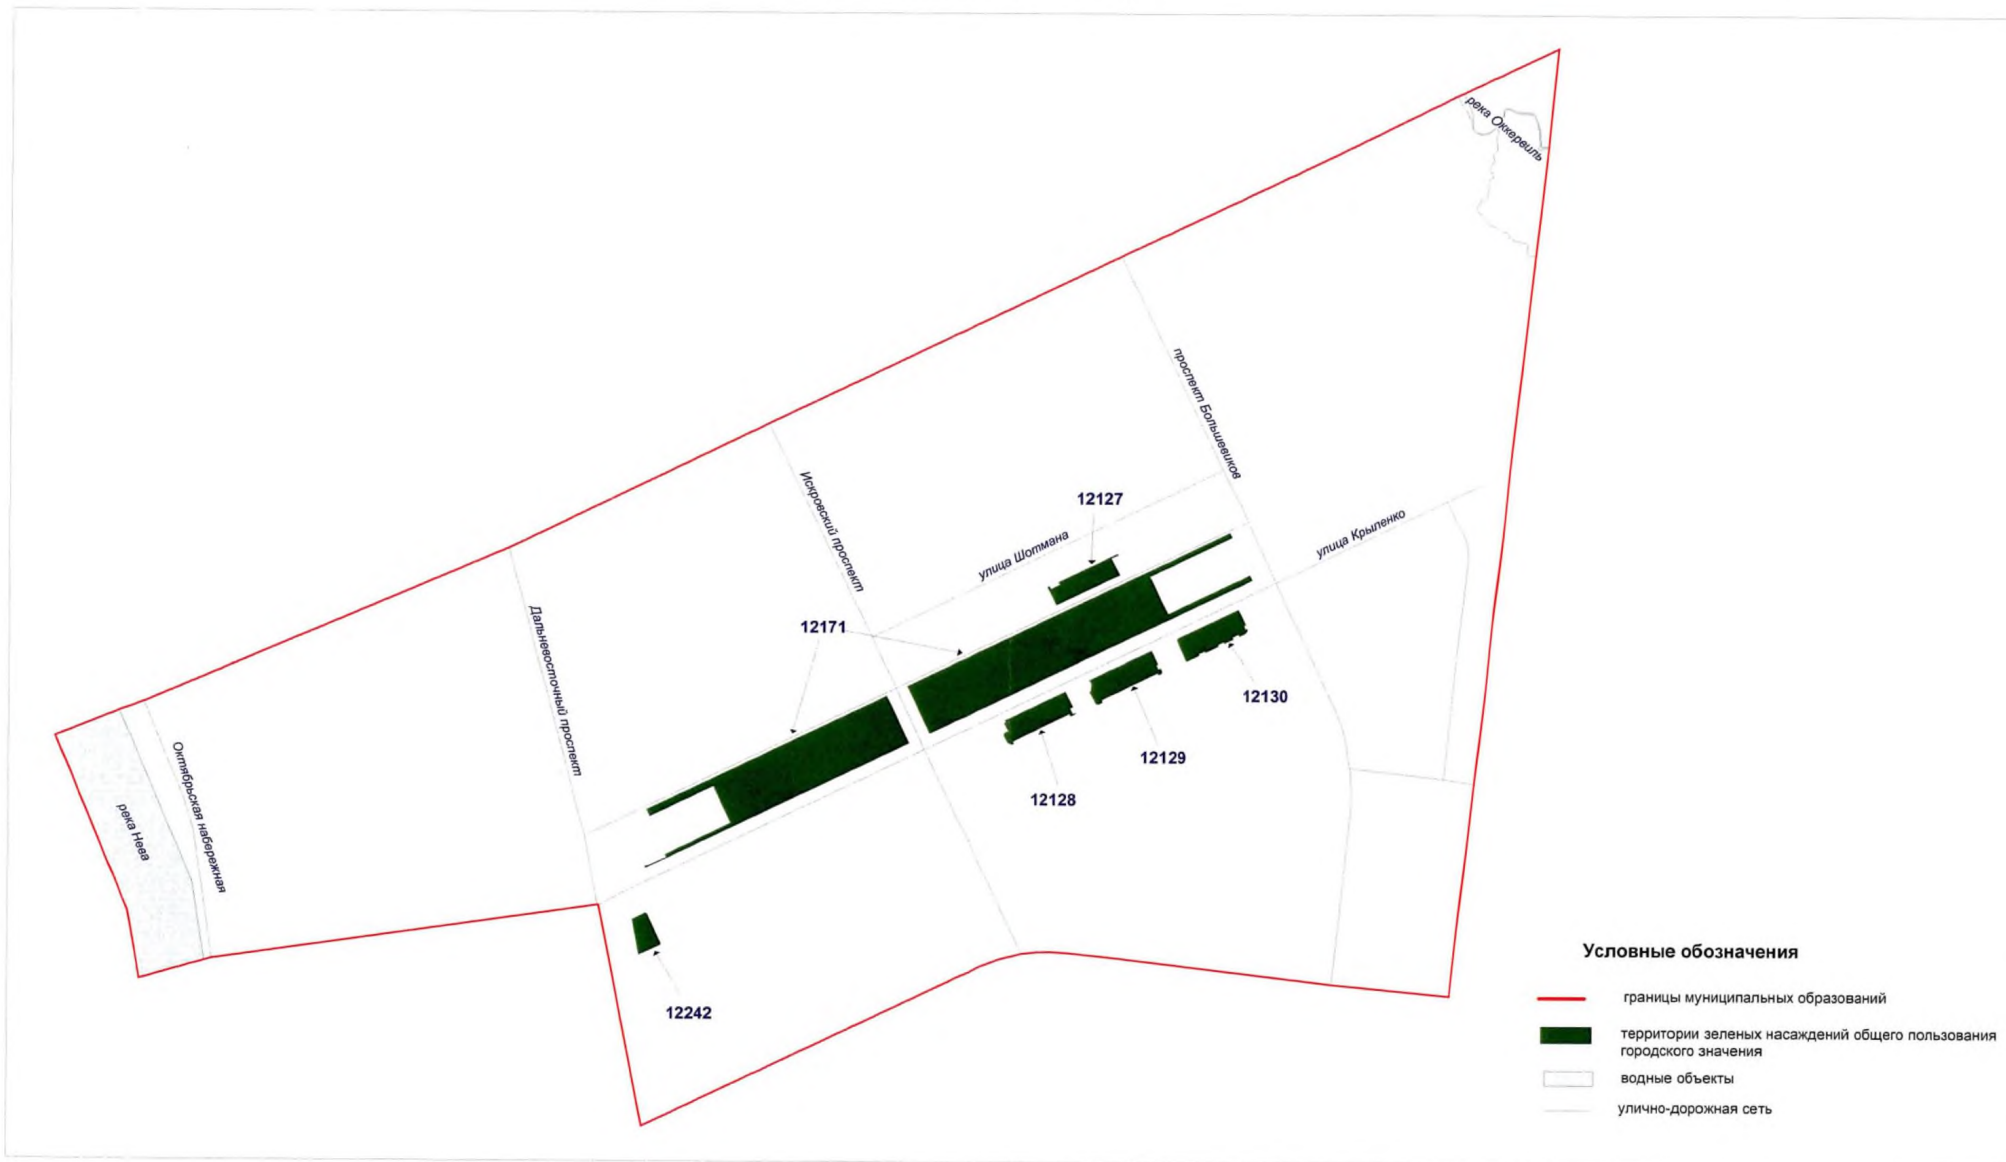 река Оккервиль
проспект Большевиков
Искровский проспект
12127
улица Шотмана
улица Крыленко
12171
Дальневосточный проспект
12130
12129
12128
Октябрьская набережная
река Нева
12242
Условные обозначения
границы муниципальных образований
территории зеленых насаждений общего пользования
городского значения
водные объекты
улично-дорожная сеть